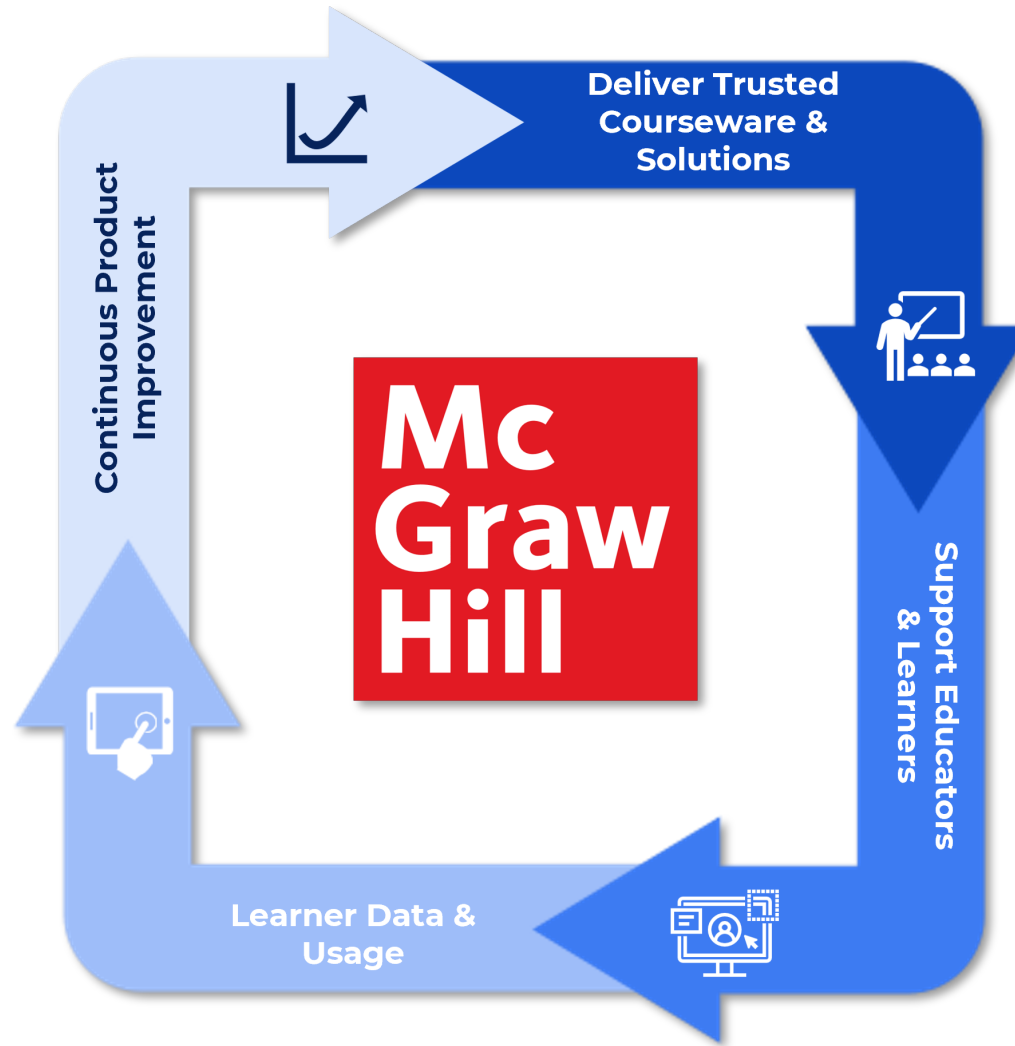 Deliver Trusted
Courseware &
Solutions
Support Educators
& Learners
Learner Data &
Usage
Continuous Product
Improvement
Mc
Graw
Hill